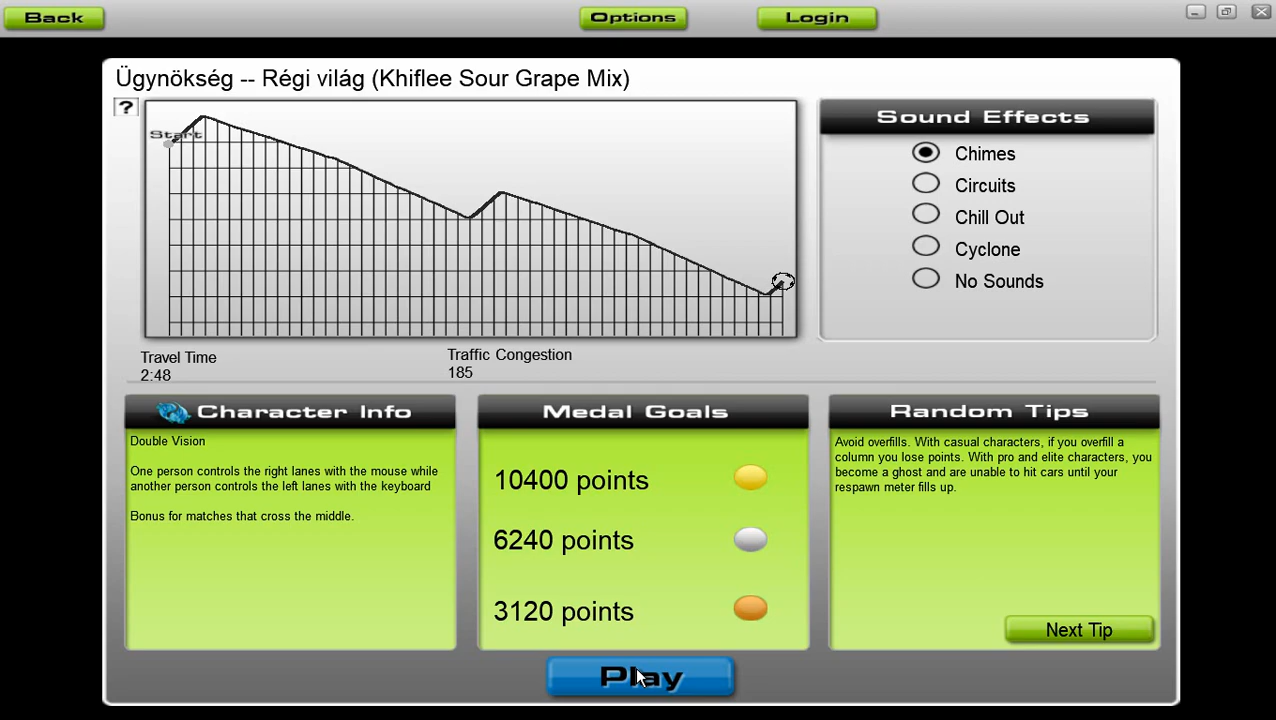 Back
Options
Login
Ügynökség -- Régi világ (Khiflee Sour Grape Mix)
?
Start
Travel Time
2:48
Traffic Congestion
185
Sound Effects
Chimes
Circuits
Chill Out
Cyclone
No Sounds
Character Info
Double Vision
One person controls the right lanes with the mouse while
another person controls the left lanes with the keyboard
Bonus for matches that cross the middle.
Medal Goals
10400 points
6240 points
3120 points
Random Tips
Avoid overfills. With casual characters, if you overfill a
column you lose points. With pro and elite characters, you
become a ghost and are unable to hit cars until your
respawn meter fills up.
Next Tip
Play